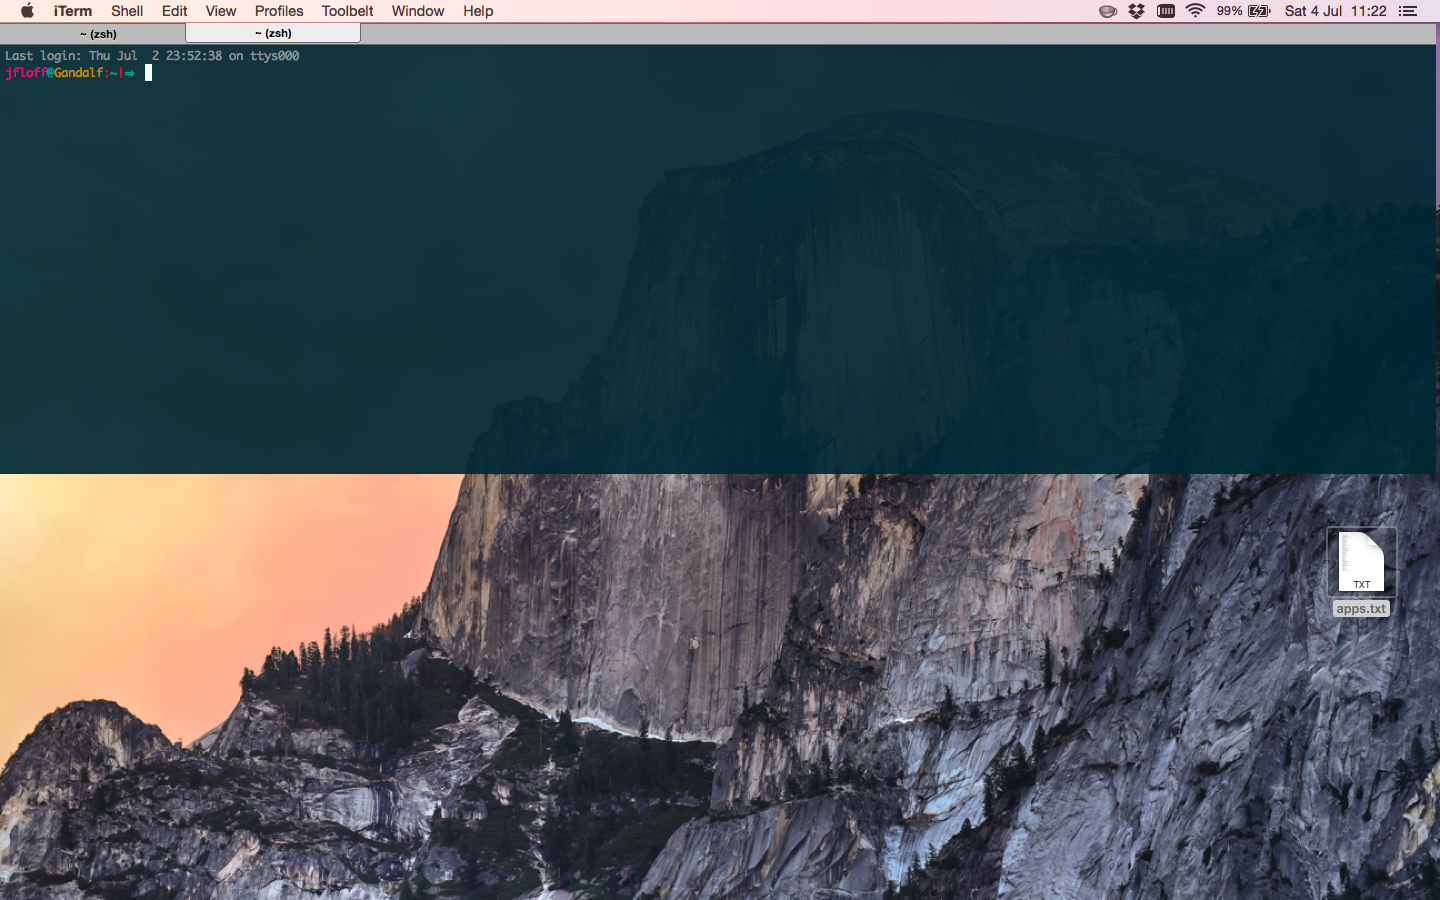 iTerm Shell Edit View Profiles Toolbelt Window Help 99% Sat 4 Jul 11:22
~ (zsh) ~ (zsh)
Last login: Thu Jul  2 23:52:38 on ttys000
jfloff@Gandalf:~|⇒
TXT
apps.txt